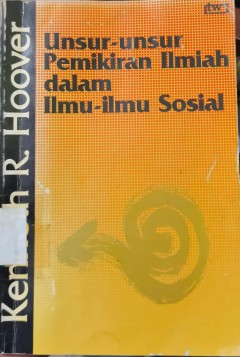 Unsur-unsur
Pemikiran Ilmiah
dalam
Ilmu-ilmu Sosial
R. Hoover